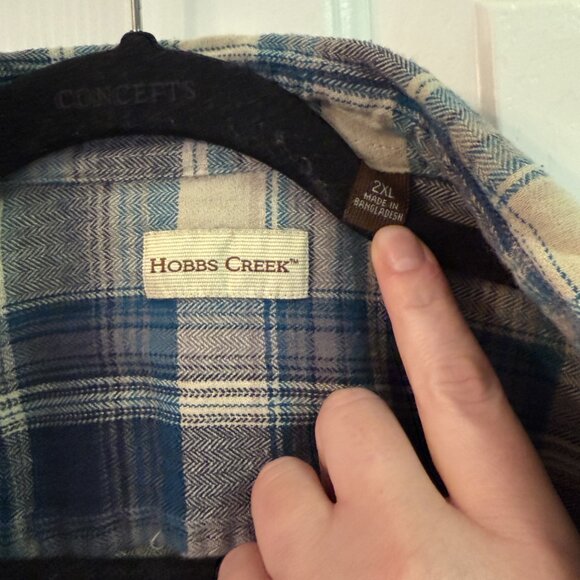 CONCEPTS
2XL
MADE IN
BANGLADESH
HOBBS CREEK™